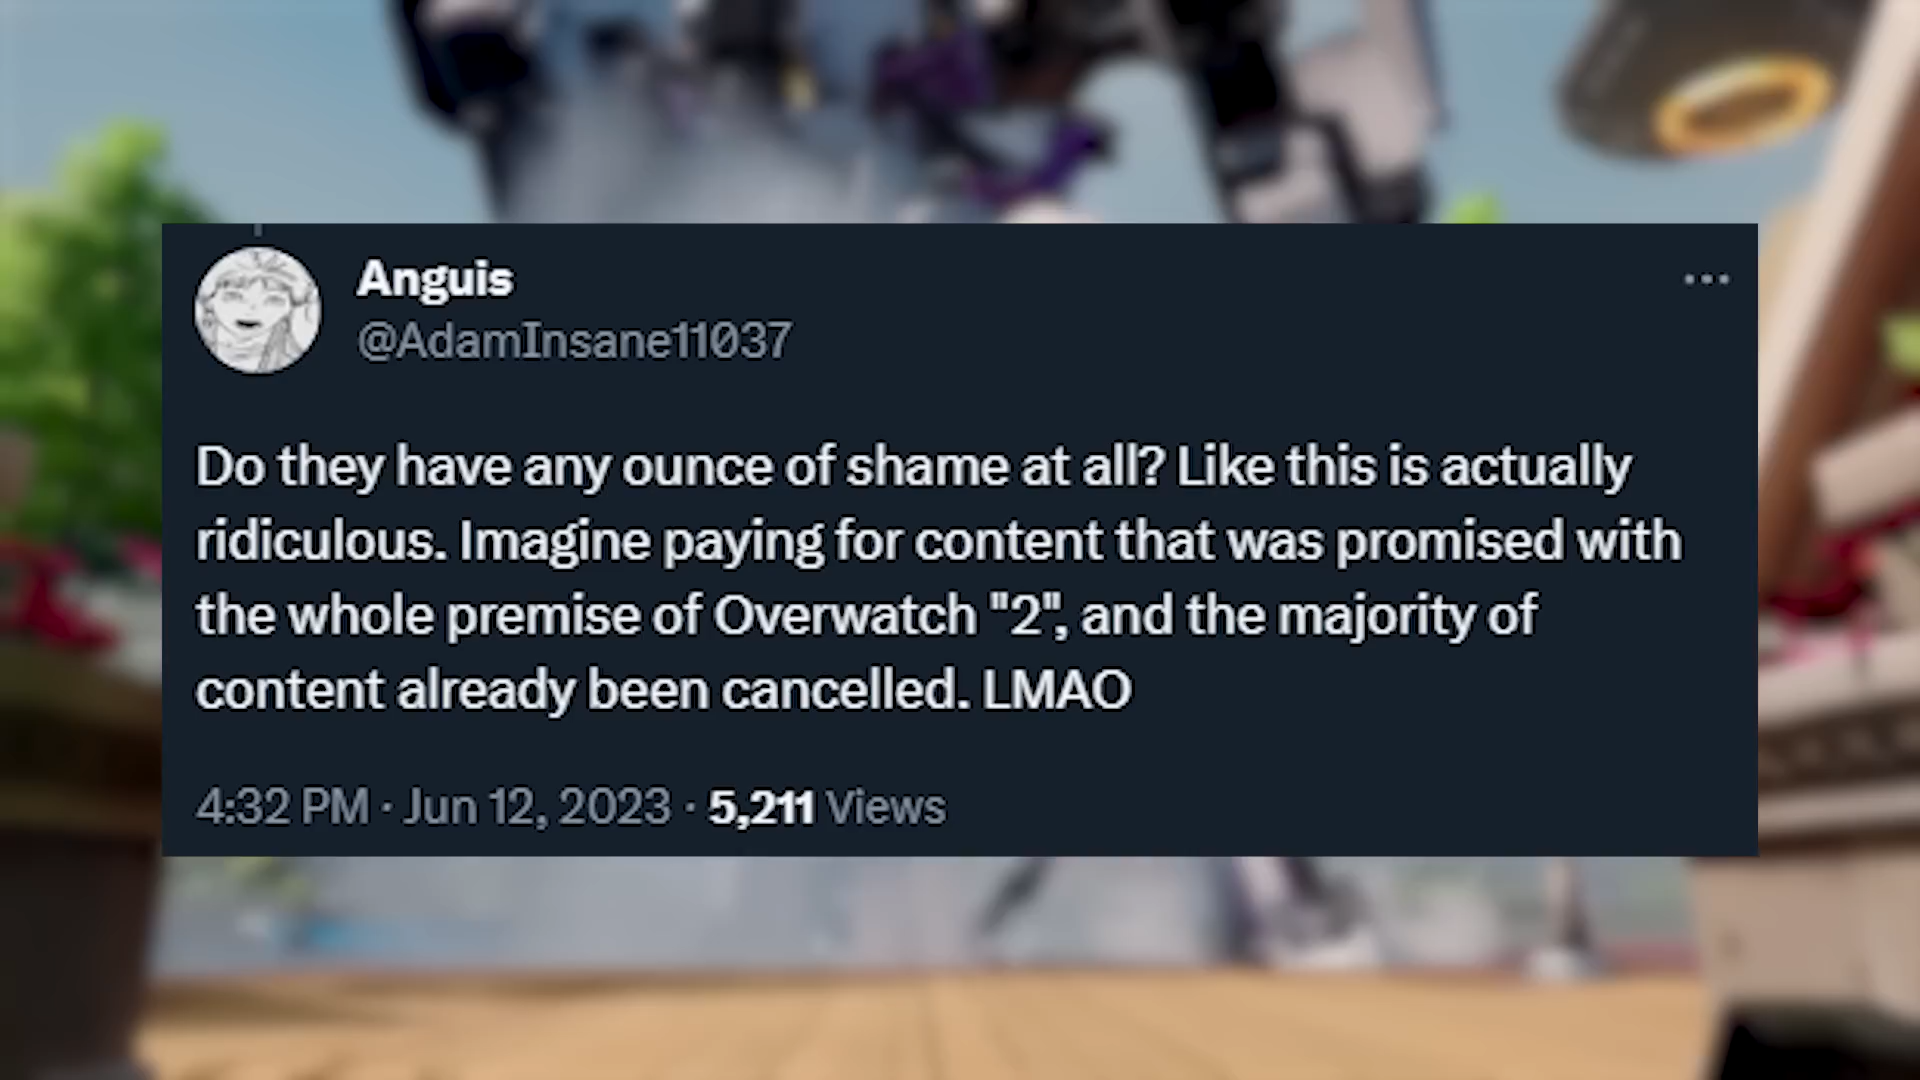 Anguis
@AdamInsane11037
Do they have any ounce of shame at all? Like this is actually
ridiculous. Imagine paying for content that was promised with
the whole premise of Overwatch "2", and the majority of
content already been cancelled. LMAO
4:32 PM · Jun 12, 2023 · 5,211 Views